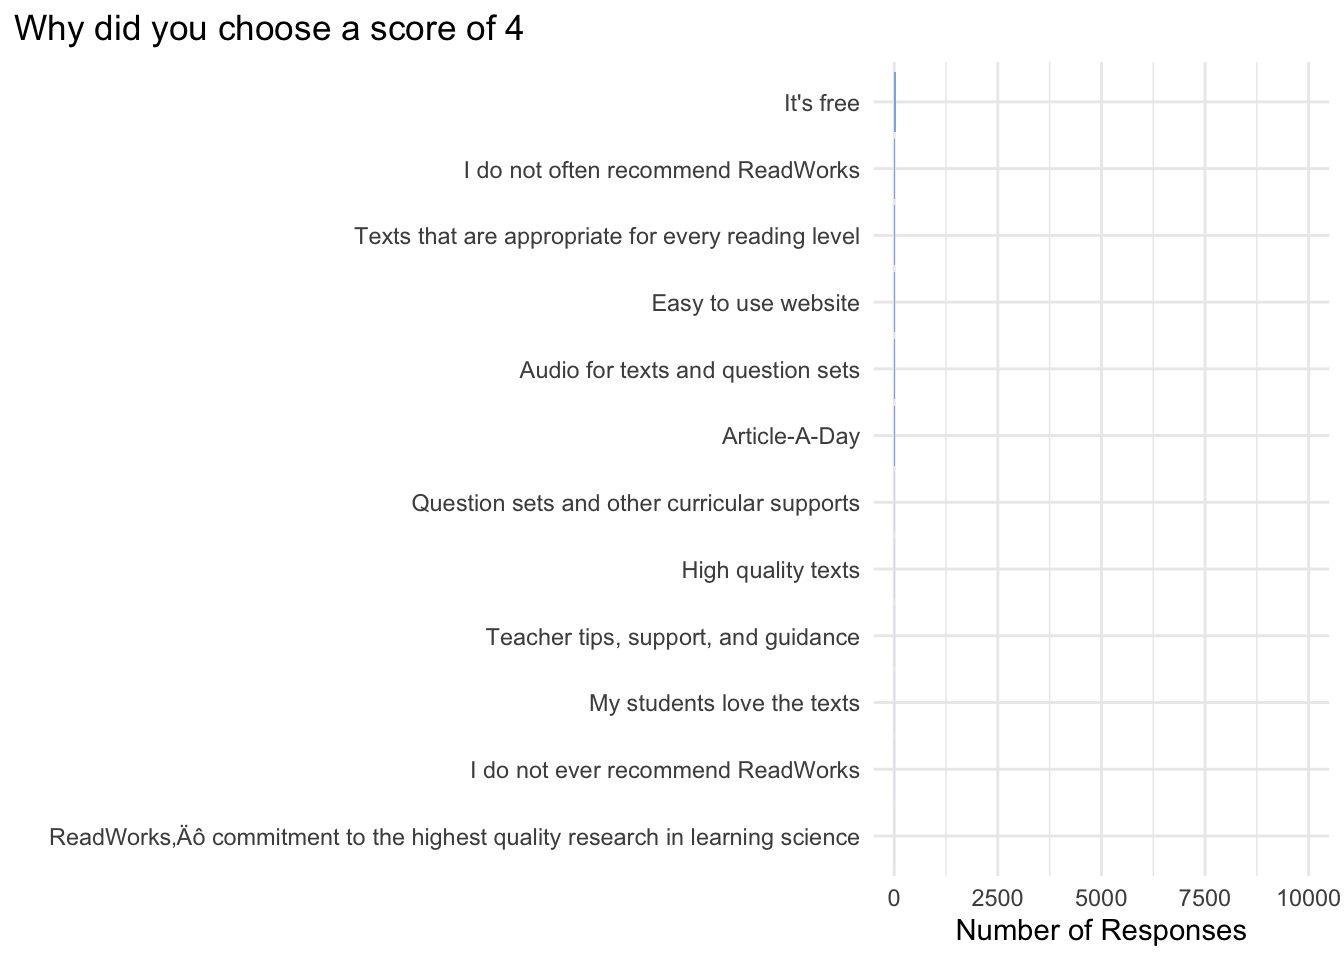 Why did you choose a score of 4
It's free
I do not often recommend ReadWorks
Texts that are appropriate for every reading level
Easy to use website
Audio for texts and question sets
Article-A-Day
Question sets and other curricular supports
High quality texts
Teacher tips, support, and guidance
My students love the texts
I do not ever recommend ReadWorks
ReadWorks‚Äô commitment to the highest quality research in learning science
0 2500 5000 7500 10000
Number of Responses